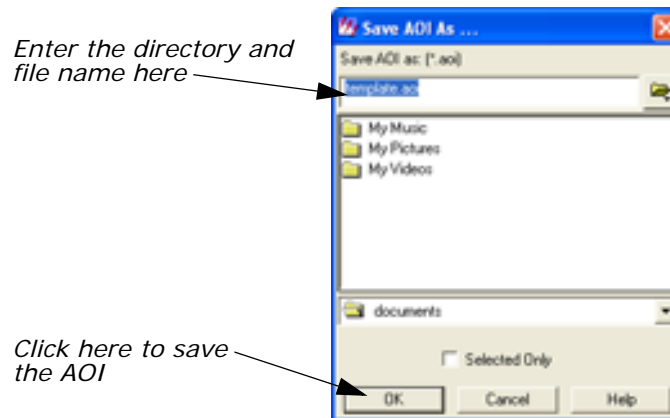 Save AOI As ...
Enter the directory and
file name here
Save AOI as: (*.aoi)
template.aoi
My Music
My Pictures
My Videos
documents
Click here to save
the AOI
Selected Only
OK
Cancel
Help